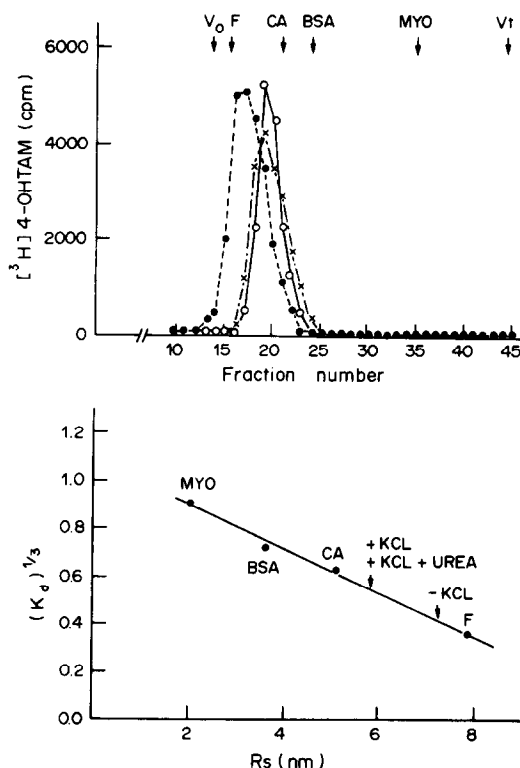 V₀ F CA BSA MYO Vt
[³H] 4-OHTAM (cpm)
6000
4000
2000
0
10 15 20 25 30 35 40 45
Fraction number
(K_d)^1/3
1.2
1.0
0.8
0.6
0.4
0.2
0.0
MYO
BSA
CA
+ KCL
+ KCL + UREA
- KCL
F
2 4 6 8
Rs (nm)